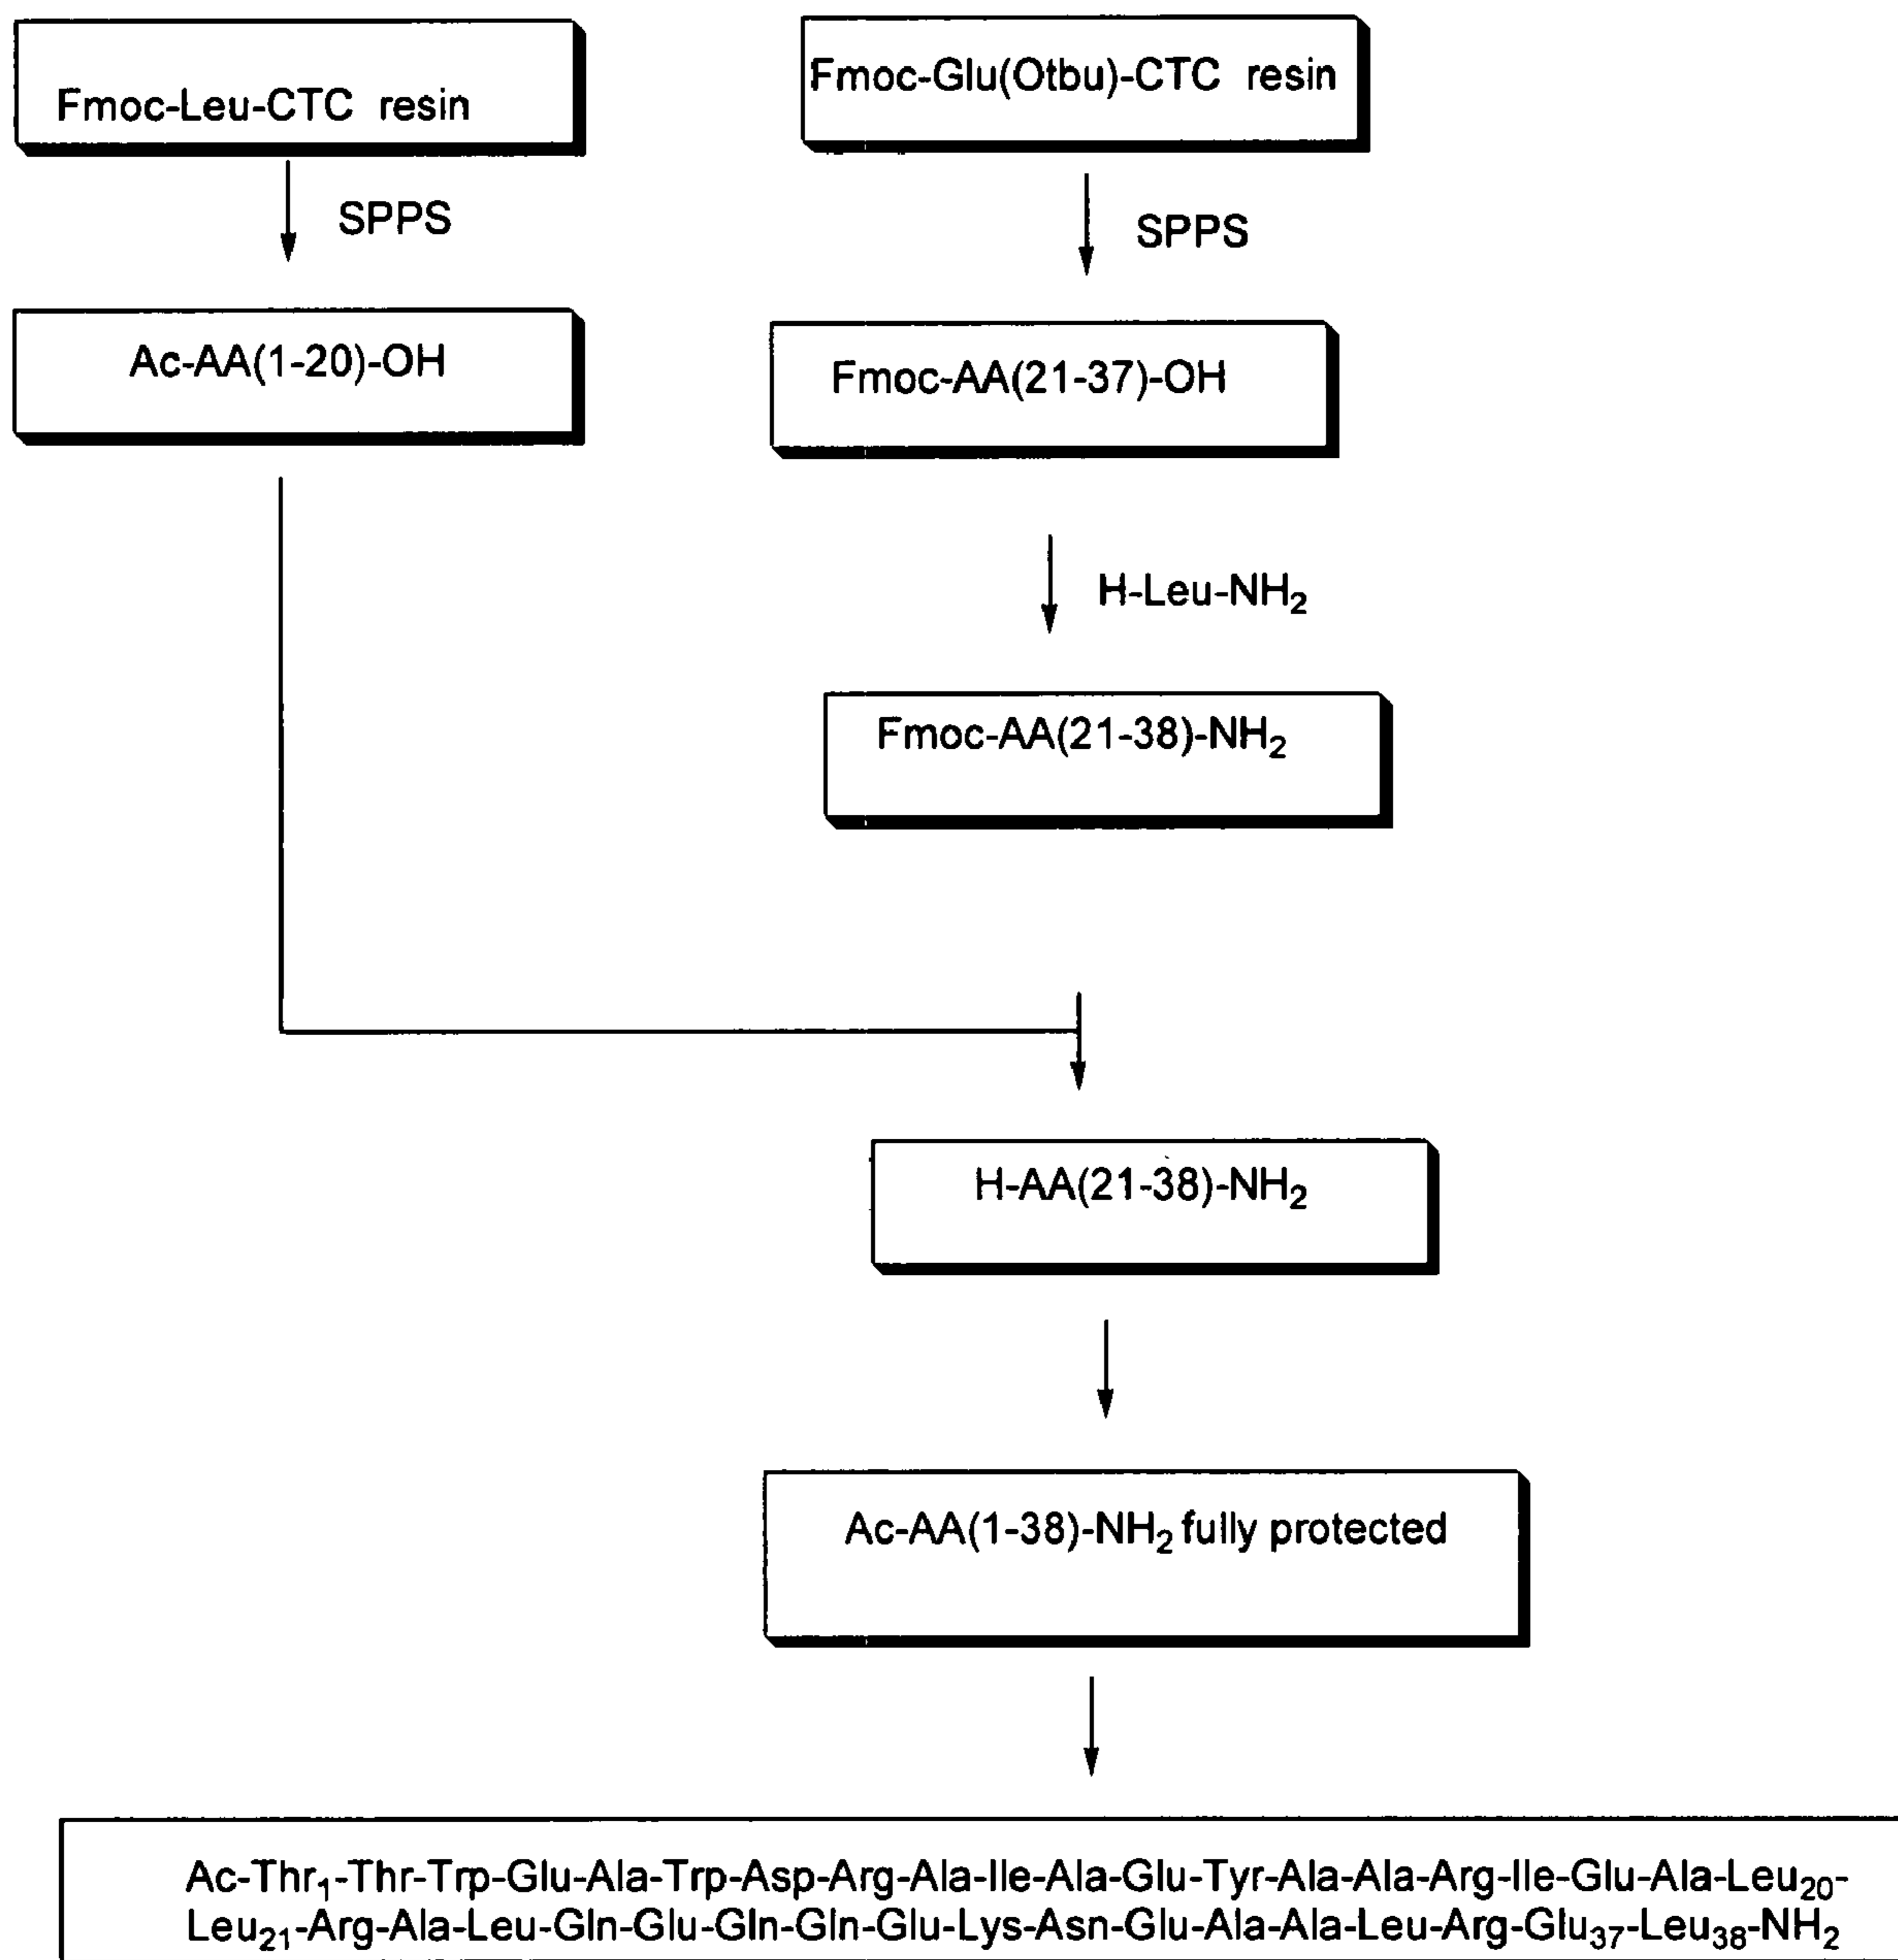 Fmoc-Leu-CTC resin
Fmoc-Glu(Otbu)-CTC resin
SPPS
SPPS
Ac-AA(1-20)-OH
Fmoc-AA(21-37)-OH
H-Leu-NH₂
Fmoc-AA(21-38)-NH₂
H-AA(21-38)-NH₂
Ac-AA(1-38)-NH₂ fully protected
Ac-Thr₁-Thr-Trp-Glu-Ala-Trp-Asp-Arg-Ala-Ile-Ala-Glu-Tyr-Ala-Ala-Arg-Ile-Glu-Ala-Leu₂₀-
Leu₂₁-Arg-Ala-Leu-Gln-Glu-Gln-Gln-Glu-Lys-Asn-Glu-Ala-Ala-Leu-Arg-Glu₃₇-Leu₃₈-NH₂